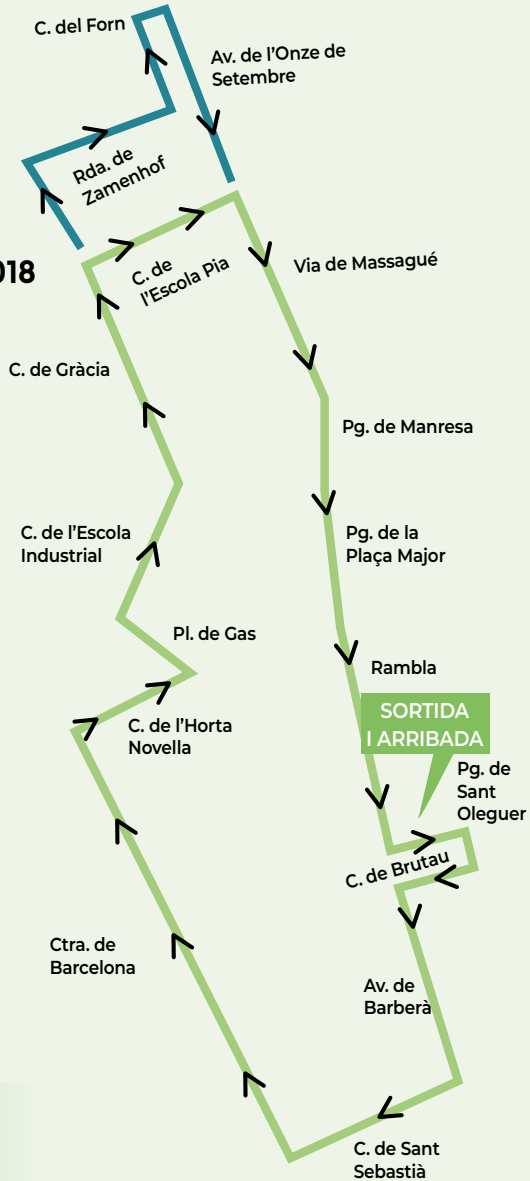 C. del Forn
Av. de l'Onze de
Setembre
Rda. de
Zamenhof
018
C. de
l'Escola Pia
Via de Massagué
C. de Gràcia
Pg. de Manresa
C. de l'Escola
Industrial
Pg. de la
Plaça Major
Pl. de Gas
Rambla
C. de l'Horta
Novella
SORTIDA
I ARRIBADA
Pg. de
Sant
Oleguer
C. de Brutau
Ctra. de
Barcelona
Av. de
Barberà
C. de Sant
Sebastià